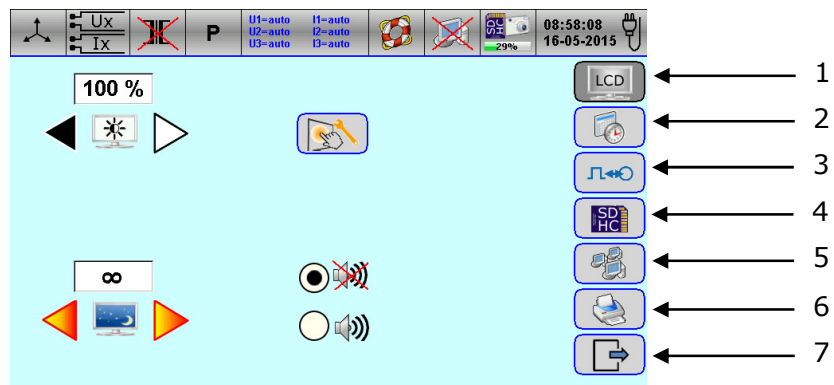 Ux
Ix
P
U1=auto I1=auto
U2=auto I2=auto
U3=auto I3=auto
SD
HC
29%
08:58:08
16-05-2015
100 %
LCD
1
2
3
SD
HC
4
∞
5
6
7